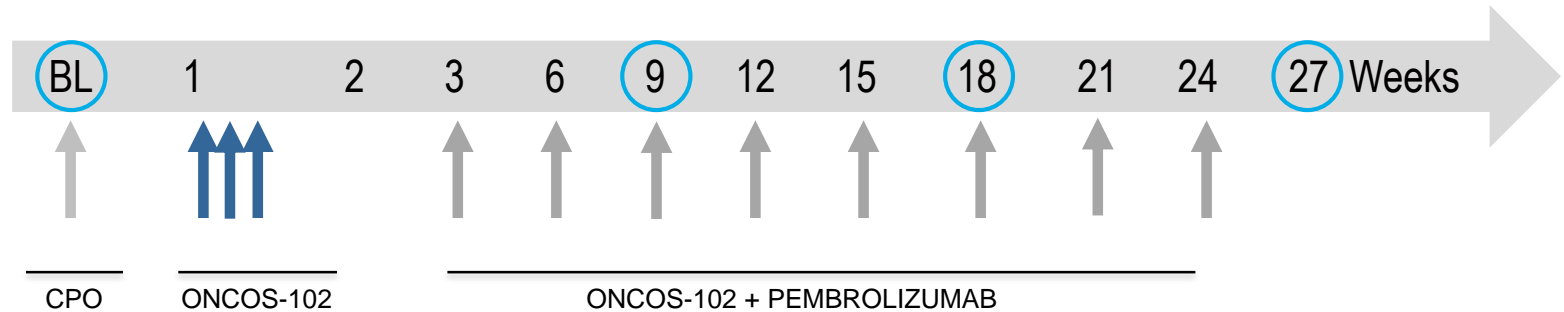 BL 1 2 3 6 9 12 15 18 21 24 27 Weeks
CPO ONCOS-102 ONCOS-102 + PEMBROLIZUMAB